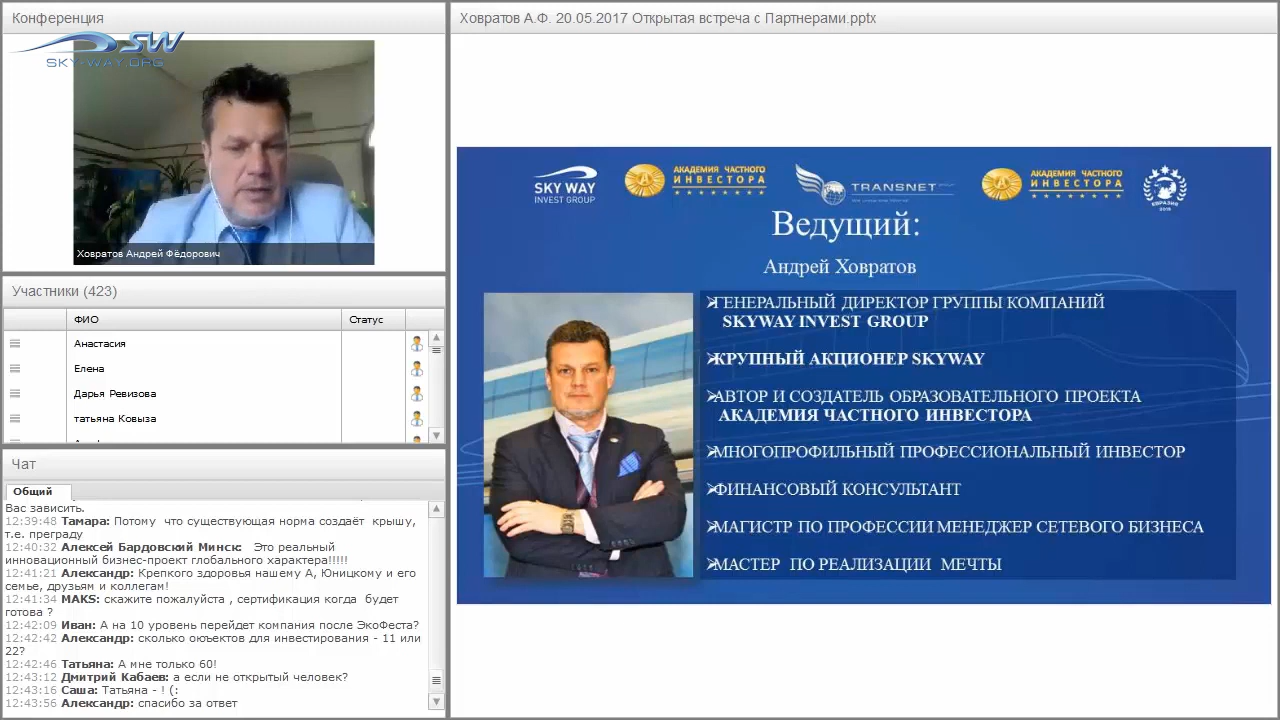 Конференция
SW
SKY-WAY.ORG
Ховратов Андрей Фёдорович
Участники (423)
ФИО
Статус
Анастасия
Елена
Дарья Ревизова
татьяна Ковыза
Чат
Общий
Вас зависить.
12:39:48 Тамара: Потому что существующая норма создаёт крышу,
т.е. преграду
12:40:32 Алексей Бардовский Минск: Это реальный
инновационный бизнес-проект глобального характера!!!!!
12:41:21 Александр: Крепкого здоровья нашему А, Юницкому и его
семье, друзьям и коллегам!
12:41:34 MAKS: скажите пожалуйста , сертификация когда будет
готова ?
12:42:09 Иван: А на 10 уровень перейдет компания после ЭкоФеста?
12:42:42 Александр: сколько оюъектов для инвестирования - 11 или
22?
12:42:46 Татьяна: А мне только 60!
12:43:12 Дмитрий Кабаев: а если не открытый человек?
12:43:16 Саша: Татьяна - ! (:
12:43:56 Александр: спасибо за ответ
Ховратов А.Ф. 20.05.2017 Открытая встреча с Партнерами.pptx
SKY WAY
INVEST GROUP
АКАДЕМИЯ ЧАСТНОГО
ИНВЕСТОРА
TRANSNET
АКАДЕМИЯ ЧАСТНОГО
ИНВЕСТОРА
ЕВРАЗИЯ
Ведущий:
Андрей Ховратов
➢ГЕНЕРАЛЬНЫЙ ДИРЕКТОР ГРУППЫ КОМПАНИЙ
SKYWAY INVEST GROUP
➢КРУПНЫЙ АКЦИОНЕР SKYWAY
➢АВТОР И СОЗДАТЕЛЬ ОБРАЗОВАТЕЛЬНОГО ПРОЕКТА
АКАДЕМИЯ ЧАСТНОГО ИНВЕСТОРА
➢МНОГОПРОФИЛЬНЫЙ ПРОФЕССИОНАЛЬНЫЙ ИНВЕСТОР
➢ФИНАНСОВЫЙ КОНСУЛЬТАНТ
➢МАГИСТР ПО ПРОФЕССИИ МЕНЕДЖЕР СЕТЕВОГО БИЗНЕСА
➢МАСТЕР ПО РЕАЛИЗАЦИИ МЕЧТЫ